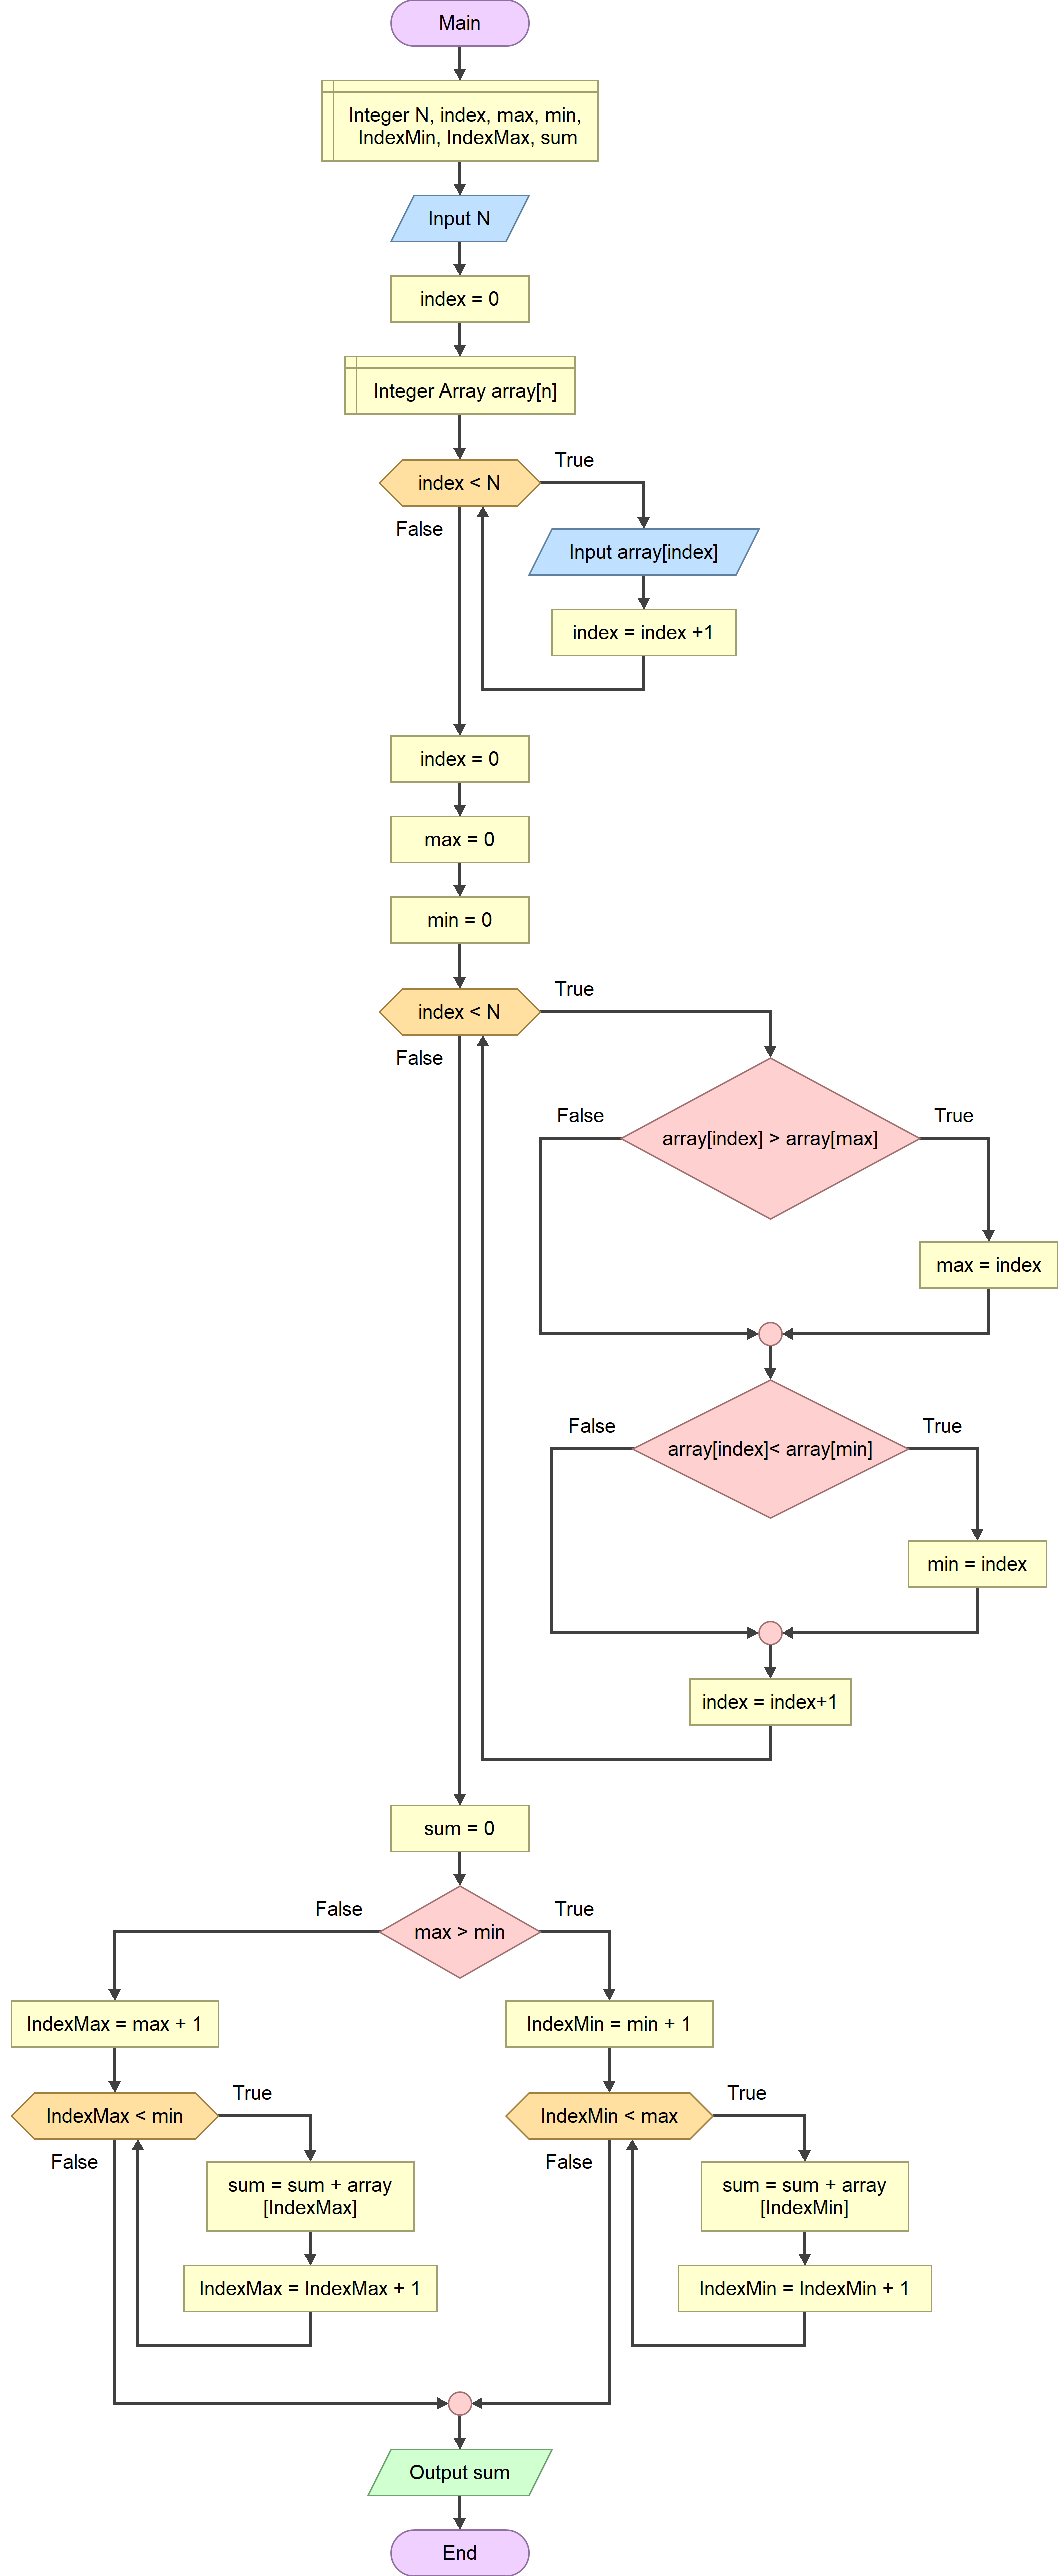 Main
Integer N, index, max, min,
IndexMin, IndexMax, sum
Input N
index = 0
Integer Array array[n]
index < N
True
False
Input array[index]
index = index +1
index = 0
max = 0
min = 0
index < N
True
False
array[index] > array[max]
False
True
max = index
array[index]< array[min]
False
True
min = index
index = index+1
sum = 0
max > min
False
True
IndexMax = max + 1
IndexMax < min
True
False
sum = sum + array
[IndexMax]
IndexMax = IndexMax + 1
IndexMin = min + 1
IndexMin < max
True
False
sum = sum + array
[IndexMin]
IndexMin = IndexMin + 1
Output sum
End